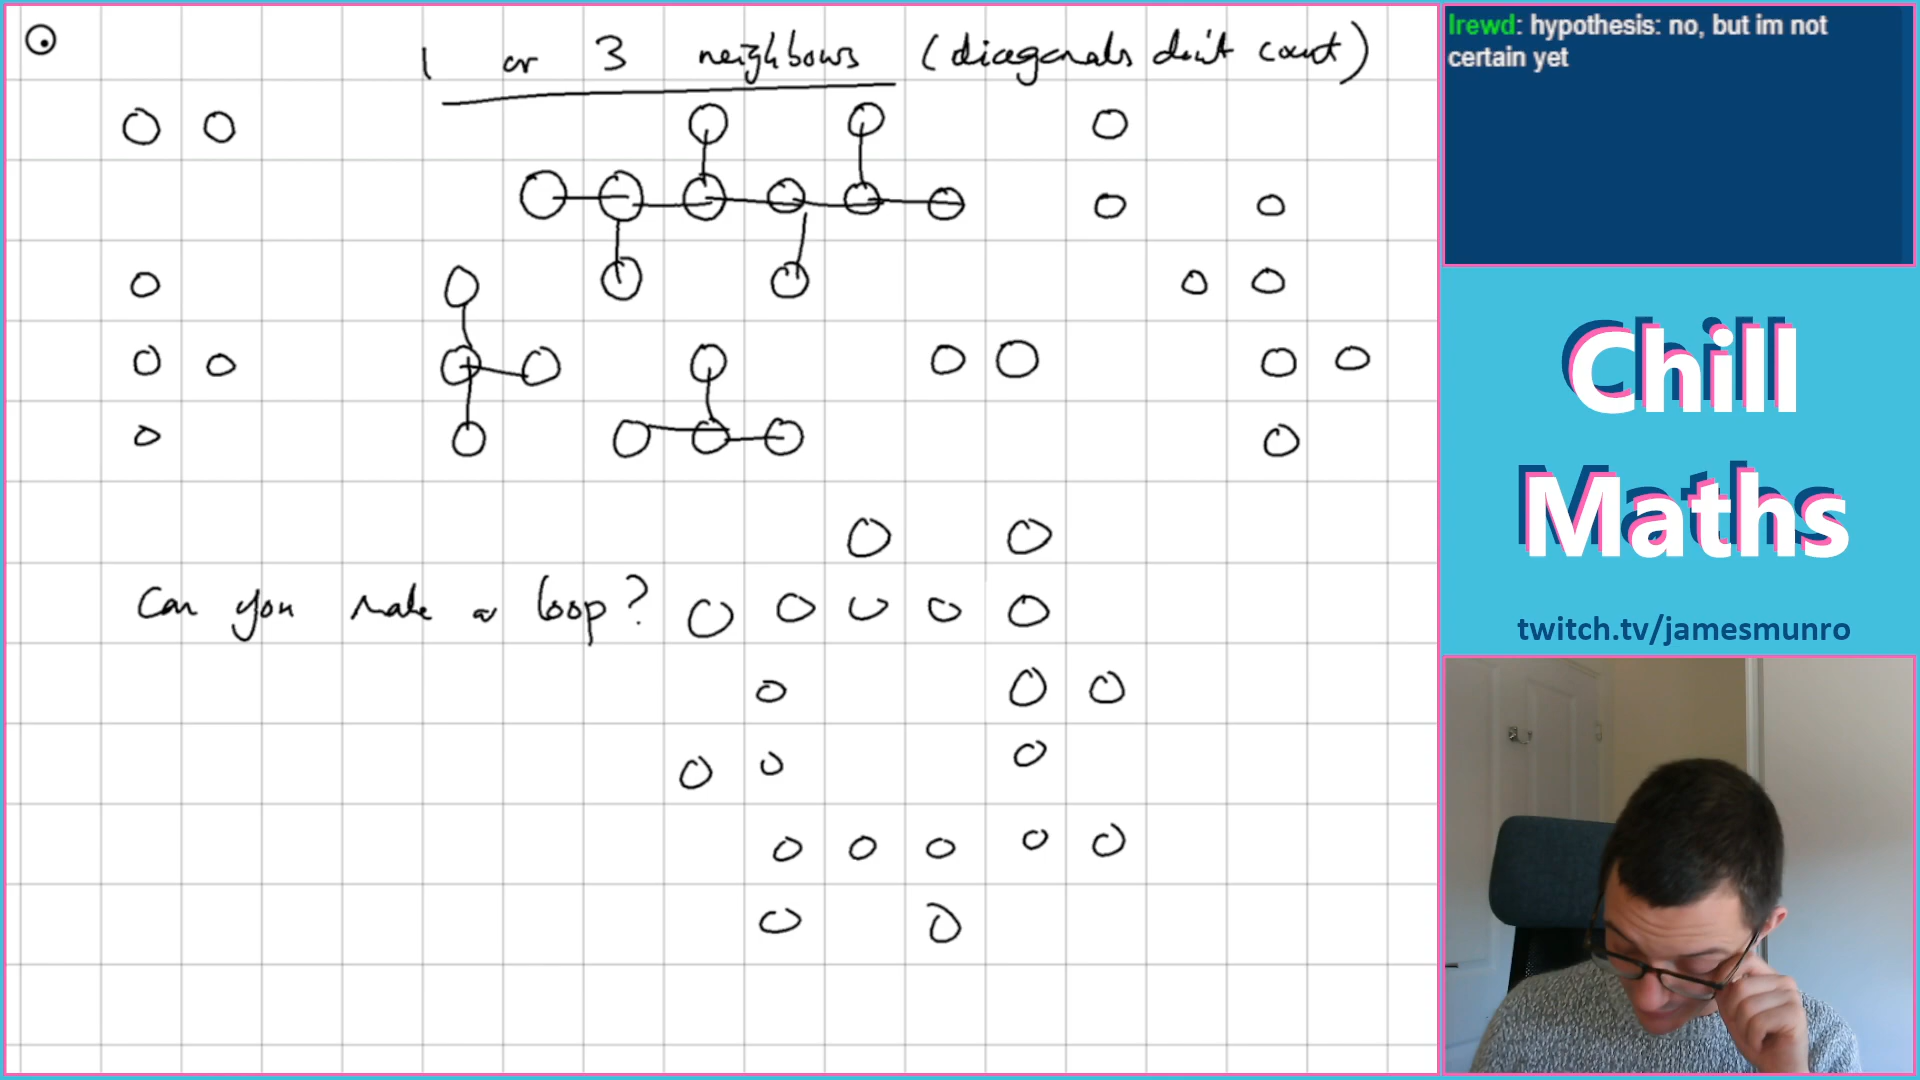 1 or 3 neighbours (diagonals don't count)
Can you make a loop?
lrewd: hypothesis: no, but im not
certain yet
Chill
Maths
twitch.tv/jamesmunro